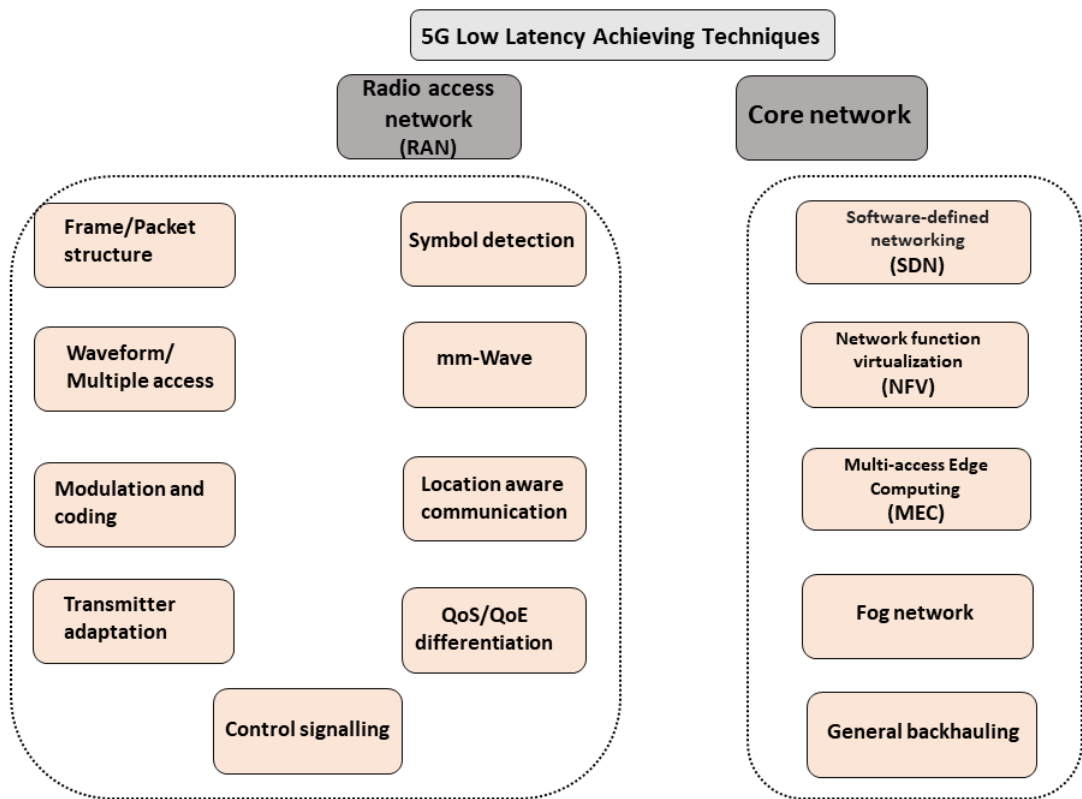 5G Low Latency Achieving Techniques
Radio access
network
(RAN)
Core network
Frame/Packet
structure
Symbol detection
Waveform/
Multiple access
mm-Wave
Modulation and
coding
Location aware
communication
Transmitter
adaptation
QoS/QoE
differentiation
Control signalling
Software-defined
networking
(SDN)
Network function
virtualization
(NFV)
Multi-access Edge
Computing
(MEC)
Fog network
General backhauling